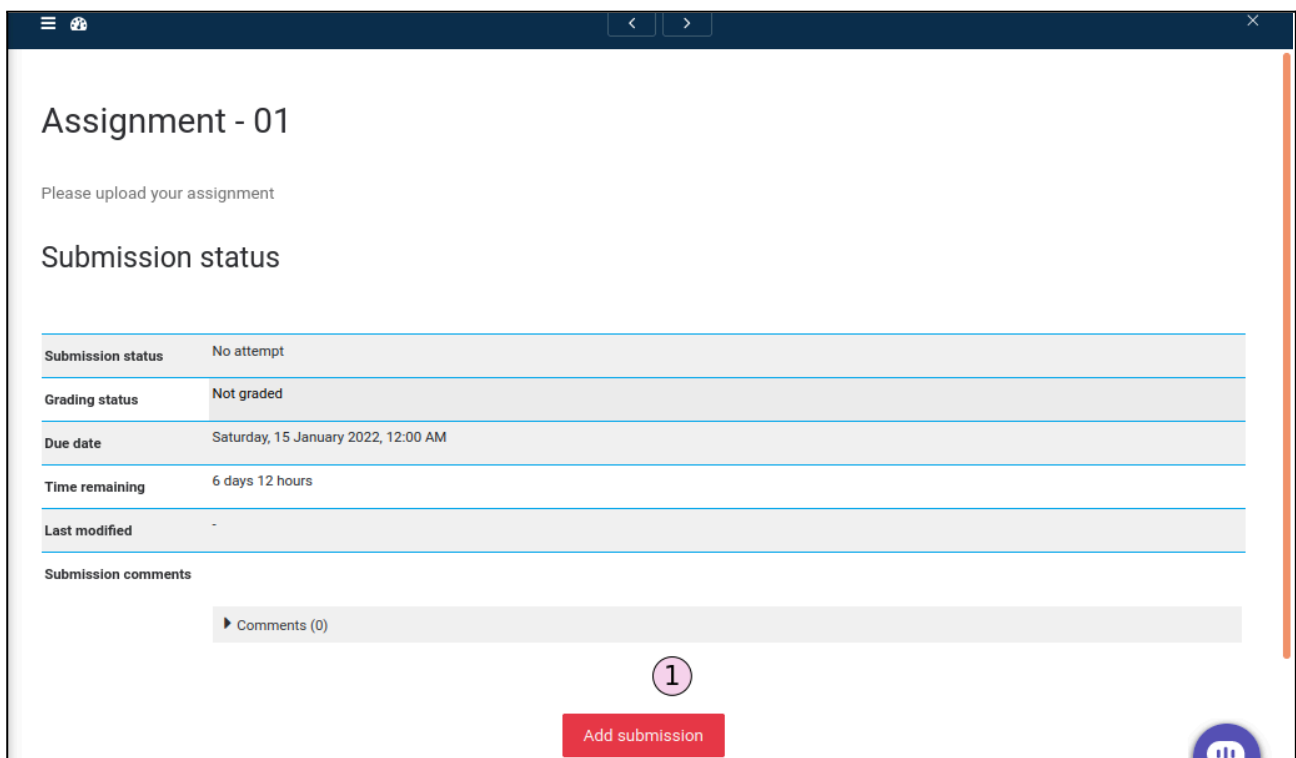 Assignment - 01
Please upload your assignment
Submission status
Submission status No attempt
Grading status Not graded
Due date Saturday, 15 January 2022, 12:00 AM
Time remaining 6 days 12 hours
Last modified -
Submission comments
Comments (0)
1
Add submission